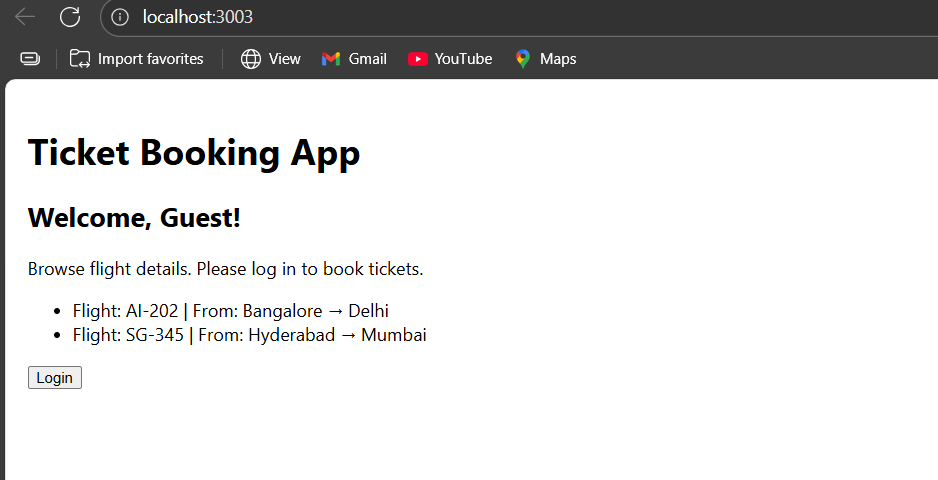 localhost:3003
Import favorites View Gmail YouTube Maps
Ticket Booking App
Welcome, Guest!
Browse flight details. Please log in to book tickets.
• Flight: AI-202 | From: Bangalore → Delhi
• Flight: SG-345 | From: Hyderabad → Mumbai
Login